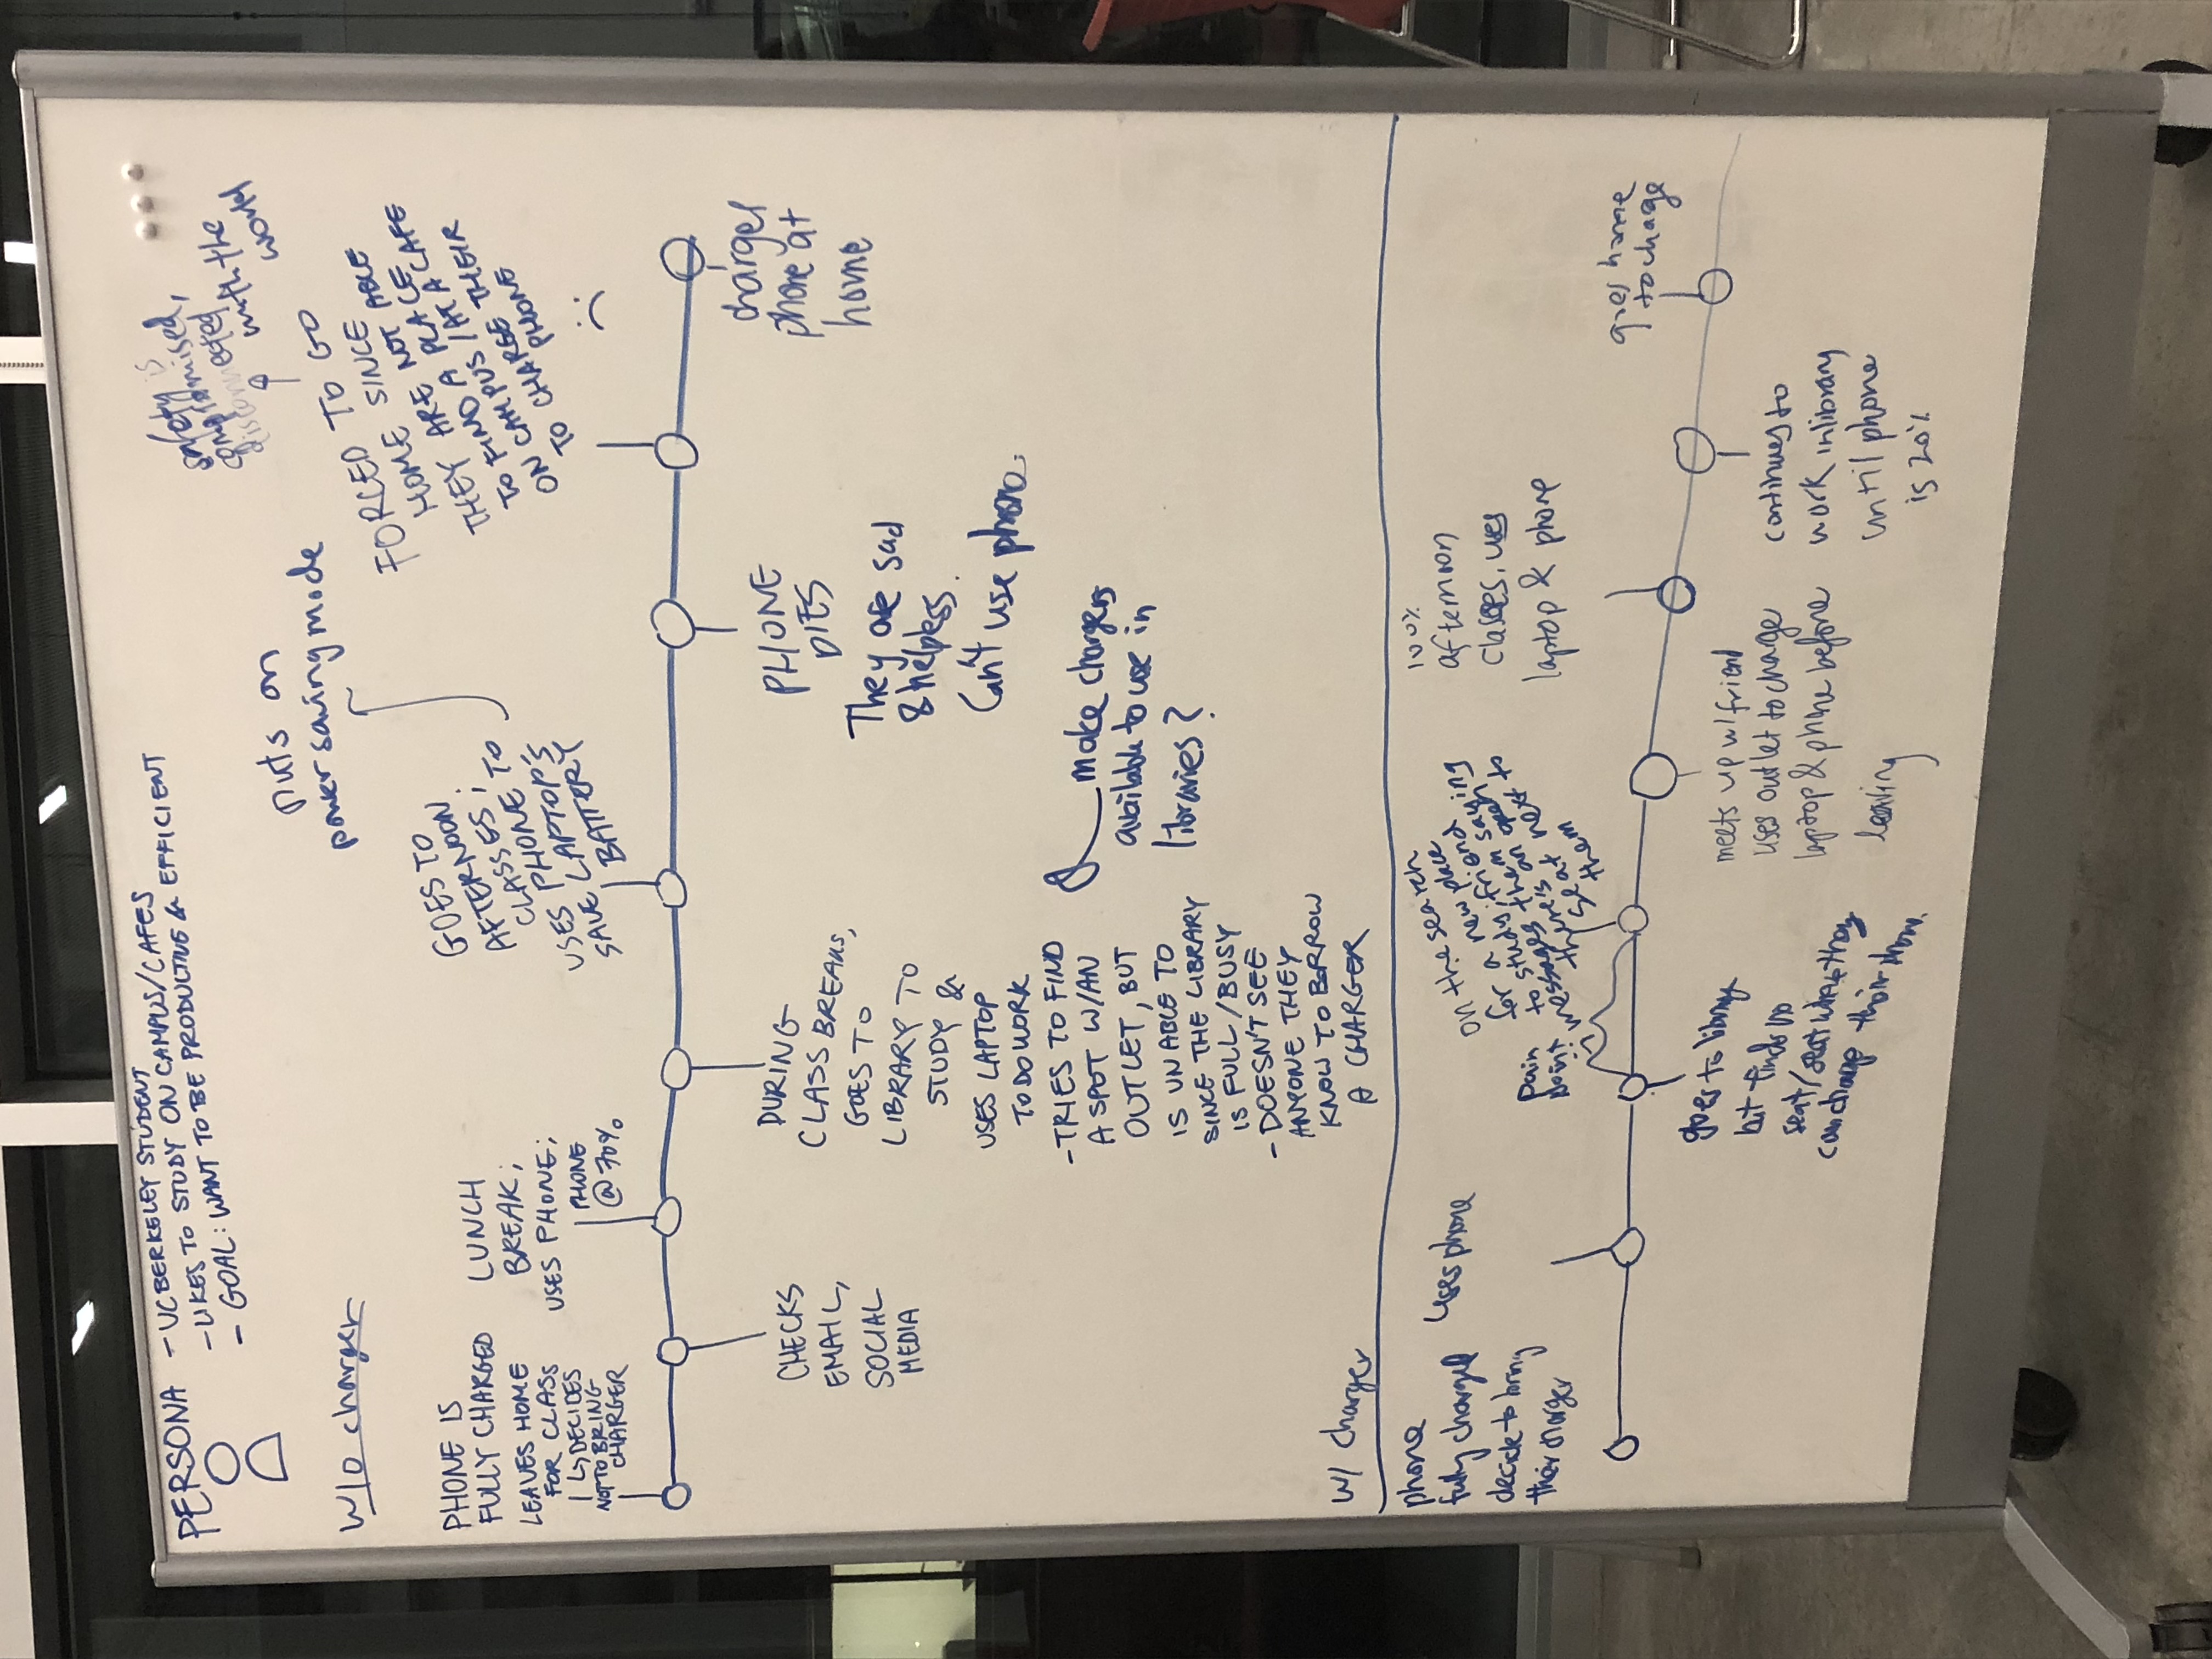 PERSONA
- UC BERKELEY STUDENT
- LIKES TO STUDY ON CAMPUS/CAFES
- GOAL: WANT TO BE PRODUCTIVE & EFFICIENT
W/O charger
PHONE IS
FULLY CHARGED
LEAVES HOME
FOR CLASS
↳ DECIDES
NOT TO BRING
CHARGER
CHECKS
EMAIL,
SOCIAL
MEDIA
LUNCH
BREAK;
USES PHONE;
PHONE
@ 70%
DURING
CLASS BREAKS,
GOES TO
LIBRARY TO
STUDY &
USES LAPTOP
TO DO WORK
- TRIES TO FIND
A SPOT W/AN
OUTLET, BUT
IS UNABLE TO
SINCE THE LIBRARY
IS FULL/BUSY
- DOESN'T SEE
ANYONE THEY
KNOW TO BORROW
A CHARGER
make chargers
available to use in
libraries?
GOES TO
AFTERNOON
CLASSES;
USES PHONE TO
SAVE LAPTOP'S
BATTERY
puts on
power saving mode
PHONE
DIES
They are sad
& helpless.
Can't use phone.
safety is
compromised,
disconnected
with the
world
FORCED TO GO
HOME SINCE
THEY ARE NOT ABLE
TO FIND A PLACE
ON CAMPUS/AT A CAFE
TO CHARGE THEIR
PHONE
charges
phone at
home
W/ charger
phone
fully charged
decide to bring
their charger
uses phone
goes to library
but finds no
seat/seat where they
can charge their phone.
pain
point
on the search
for a new place
to study; friend
messages them saying
there's an open
seat next to
them
meets up w/ friend
uses outlet to charge
laptop & phone before
leaving
100%
afternoon
classes, uses
laptop & phone
continues to
work in library
until phone
is 20%
goes home
to chage